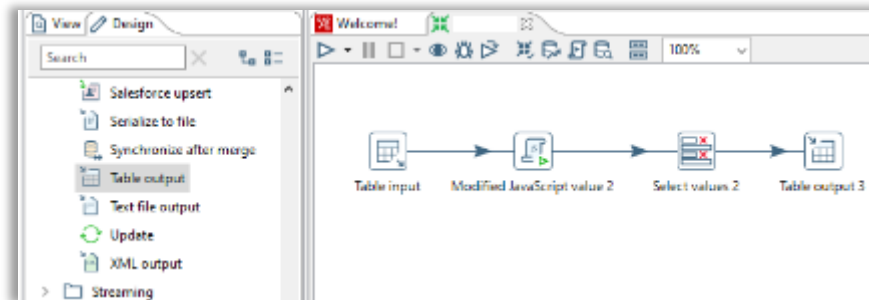 View Design
Search
Salesforce upsert
Serialize to file
Synchronize after merge
Table output
Text file output
Update
XML output
Streaming
Welcome!
100%
Table input
Modified JavaScript value 2
Select values 2
Table output 3